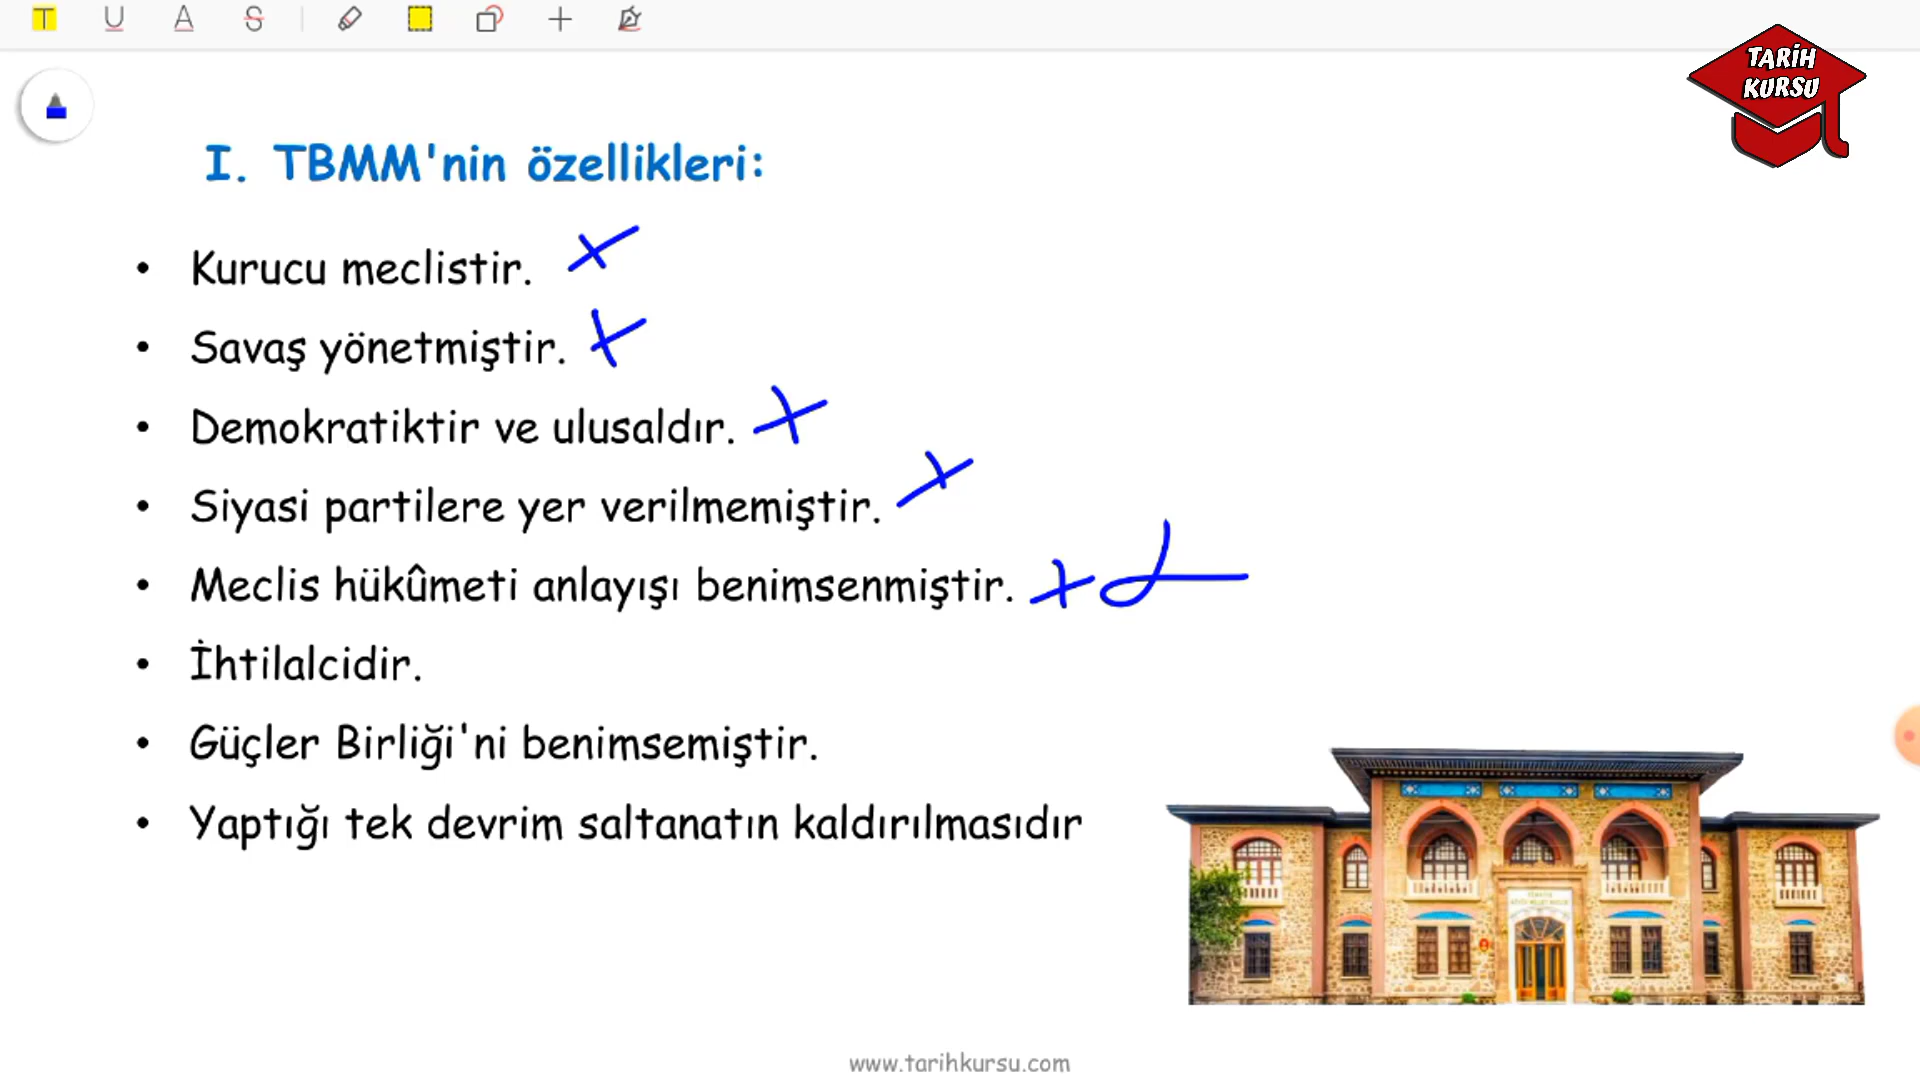 TARİH
KURSU
I. TBMM'nin özellikleri:
• Kurucu meclistir.
• Savaş yönetmiştir.
• Demokratiktir ve ulusaldır.
• Siyasi partilere yer verilmemiştir.
• Meclis hükûmeti anlayışı benimsenmiştir.
• İhtilalcidir.
• Güçler Birliği'ni benimsemiştir.
• Yaptığı tek devrim saltanatın kaldırılmasıdır
www.tarihkursu.com